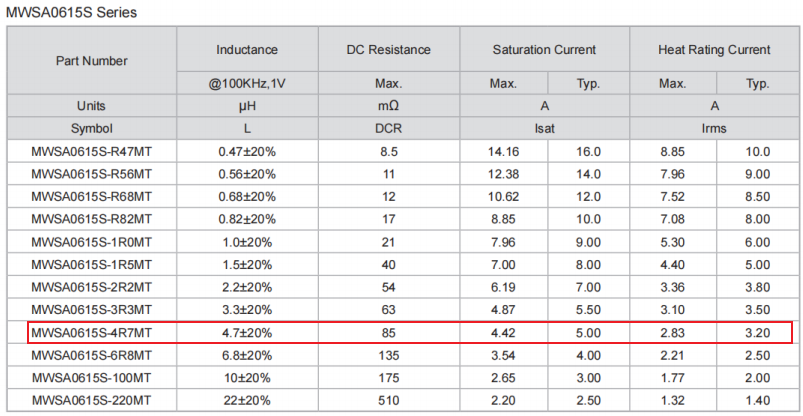 MWSA0615S Series
Part Number Inductance DC Resistance Saturation Current Heat Rating Current
@100KHz,1V Max. Max. Typ. Max. Typ.
Units μH mΩ A A
Symbol L DCR Isat Irms
MWSA0615S-R47MT 0.47±20% 8.5 14.16 16.0 8.85 10.0
MWSA0615S-R56MT 0.56±20% 11 12.38 14.0 7.96 9.00
MWSA0615S-R68MT 0.68±20% 12 10.62 12.0 7.52 8.50
MWSA0615S-R82MT 0.82±20% 17 8.85 10.0 7.08 8.00
MWSA0615S-1R0MT 1.0±20% 21 7.96 9.00 5.30 6.00
MWSA0615S-1R5MT 1.5±20% 40 7.00 8.00 4.40 5.00
MWSA0615S-2R2MT 2.2±20% 54 6.19 7.00 3.36 3.80
MWSA0615S-3R3MT 3.3±20% 63 4.87 5.50 3.10 3.50
MWSA0615S-4R7MT 4.7±20% 85 4.42 5.00 2.83 3.20
MWSA0615S-6R8MT 6.8±20% 135 3.54 4.00 2.21 2.50
MWSA0615S-100MT 10±20% 175 2.65 3.00 1.77 2.00
MWSA0615S-220MT 22±20% 510 2.20 2.50 1.32 1.40